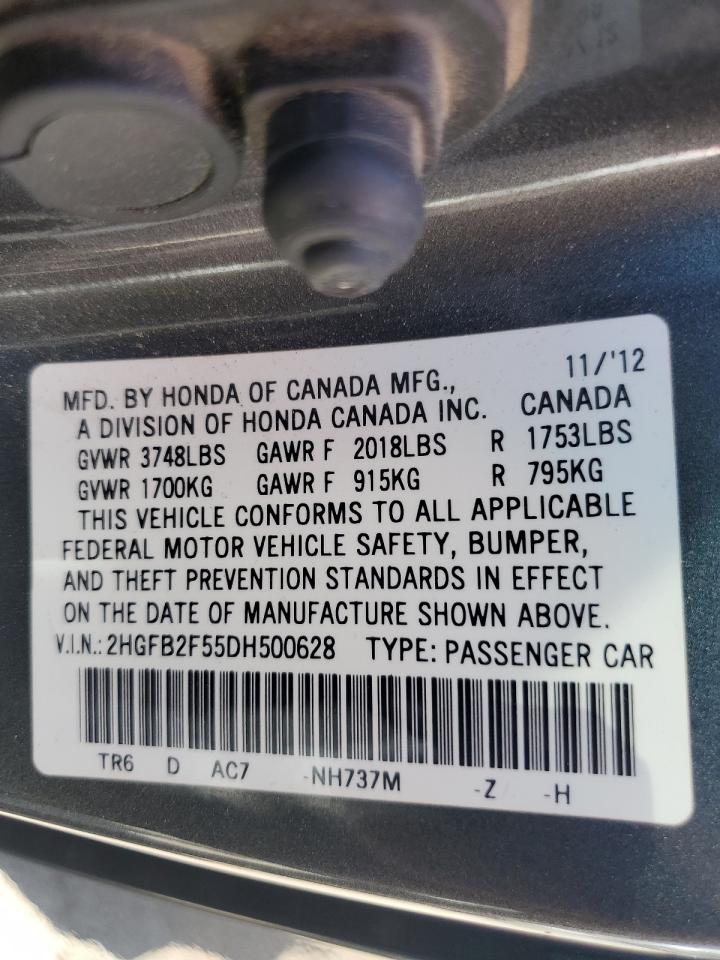 11/'12
MFD. BY HONDA OF CANADA MFG.,
A DIVISION OF HONDA CANADA INC. CANADA
GVWR 3748LBS GAWR F 2018LBS R 1753LBS
GVWR 1700KG GAWR F 915KG R 795KG
THIS VEHICLE CONFORMS TO ALL APPLICABLE
FEDERAL MOTOR VEHICLE SAFETY, BUMPER,
AND THEFT PREVENTION STANDARDS IN EFFECT
ON THE DATE OF MANUFACTURE SHOWN ABOVE.
V.I.N.: 2HGFB2F55DH500628 TYPE: PASSENGER CAR
TR6 D AC7 -NH737M -Z -H